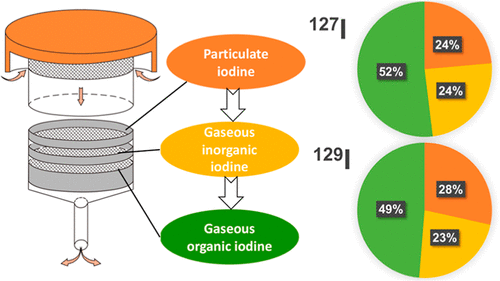 Particulate
iodine
Gaseous
inorganic
iodine
Gaseous
organic iodine
127I
24%
52%
24%
129I
28%
49%
23%